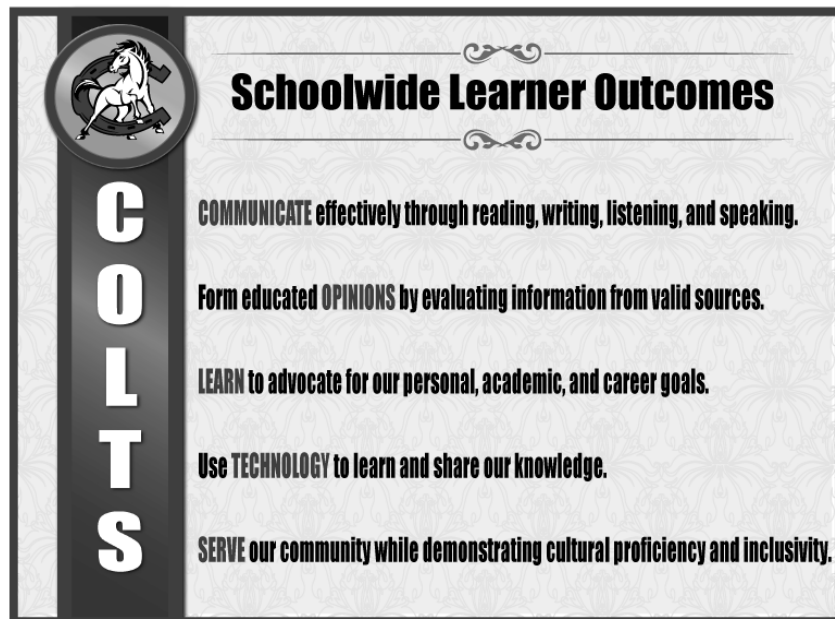 Schoolwide Learner Outcomes
C
COMMUNICATE effectively through reading, writing, listening, and speaking.
O
Form educated OPINIONS by evaluating information from valid sources.
L
LEARN to advocate for our personal, academic, and career goals.
T
Use TECHNOLOGY to learn and share our knowledge.
S
SERVE our community while demonstrating cultural proficiency and inclusivity.